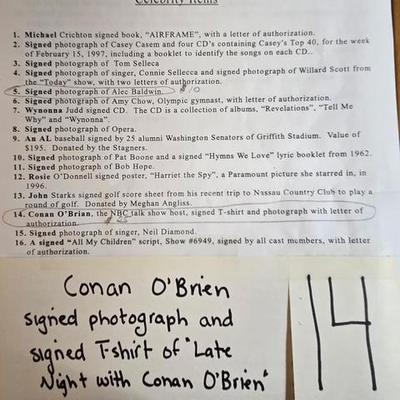 Celebrity Items
1. Michael Crichton signed book, "AIRFRAME", with a letter of authorization.
2. Signed photograph of Casey Casem and four CD's containing Casey's Top 40, for the week
of February 15, 1997, including a booklet to identify the songs on each CD..
3. Signed photograph of Tom Selleca
4. Signed photograph of singer, Connie Sellecca and signed photograph of Willard Scott from
the "Today" show, with two letters of authorization.
5. Signed photograph of Alec Baldwin. $10
6. Signed photograph of Amy Chow, Olympic gymnast, with letter of authorization.
7. Wynonna Judd signed CD. The CD is a collection of albums, "Revelations", "Tell Me
Why" and "Wynonna".
8. Signed photograph of Opera.
9. An AL baseball signed by 25 alumni Washington Senators of Griffith Stadium. Value of
$195. Donated by the Stagners.
10. Signed photograph of Pat Boone and a signed "Hymns We Love" lyric booklet from 1962.
11. Signed photograph of Bob Hope.
12. Rosie O'Donnell signed poster, "Harriet the Spy", a Paramount picture she starred in, in
1996.
13. John Starks signed golf score sheet from his recent trip to Nassau Country Club to play a
round of golf. Donated by Meghan Angliss.
14. Conan O'Brian, the NBC talk show host, signed T-shirt and photograph with letter of
authorization.
15. Signed photograph of singer, Neil Diamond.
16. A signed "All My Children" script, Show #6949, signed by all cast members, with letter
of authorization.
Conan O'Brien
signed photograph and
signed T-shirt of "Late
Night with Conan O'Brien"
14